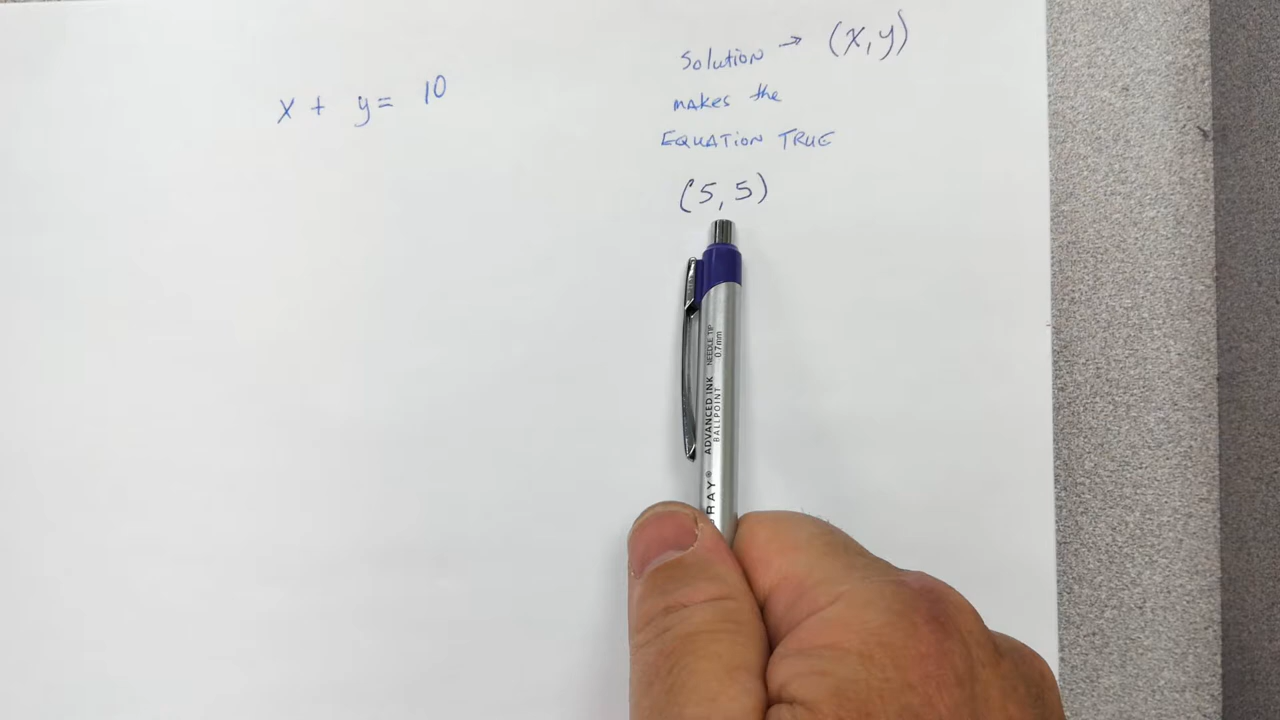 x + y = 10
Solution → (x,y)
makes the
EQUATION TRUE
(5,5)
NEEDLE TIP
0.7mm
ADVANCED INK
BALLPOINT
RAY®